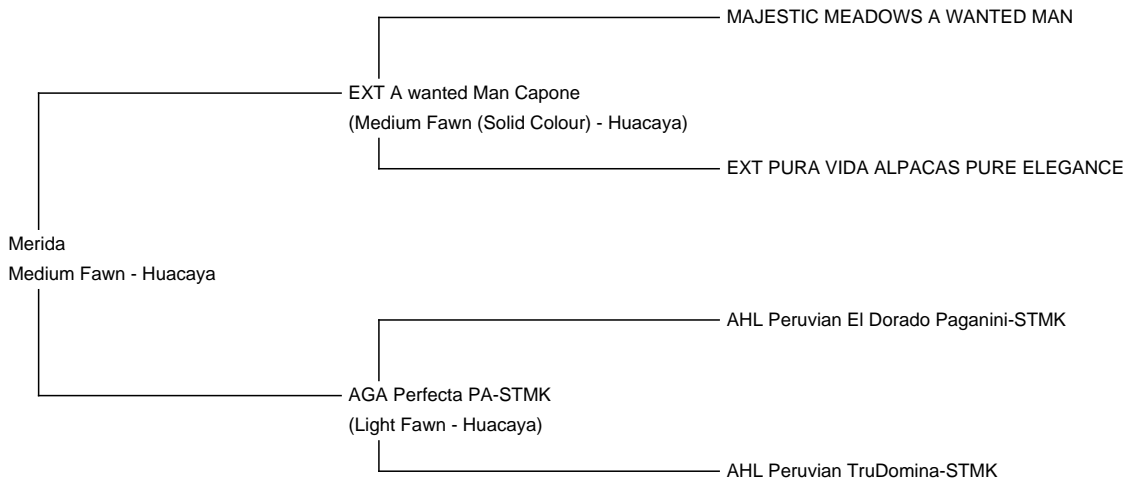 MAJESTIC MEADOWS A WANTED MAN
EXT A wanted Man Capone
(Medium Fawn (Solid Colour) - Huacaya)
EXT PURA VIDA ALPACAS PURE ELEGANCE
Merida
Medium Fawn - Huacaya
AHL Peruvian El Dorado Paganini-STMK
AGA Perfecta PA-STMK
(Light Fawn - Huacaya)
AHL Peruvian TruDomina-STMK